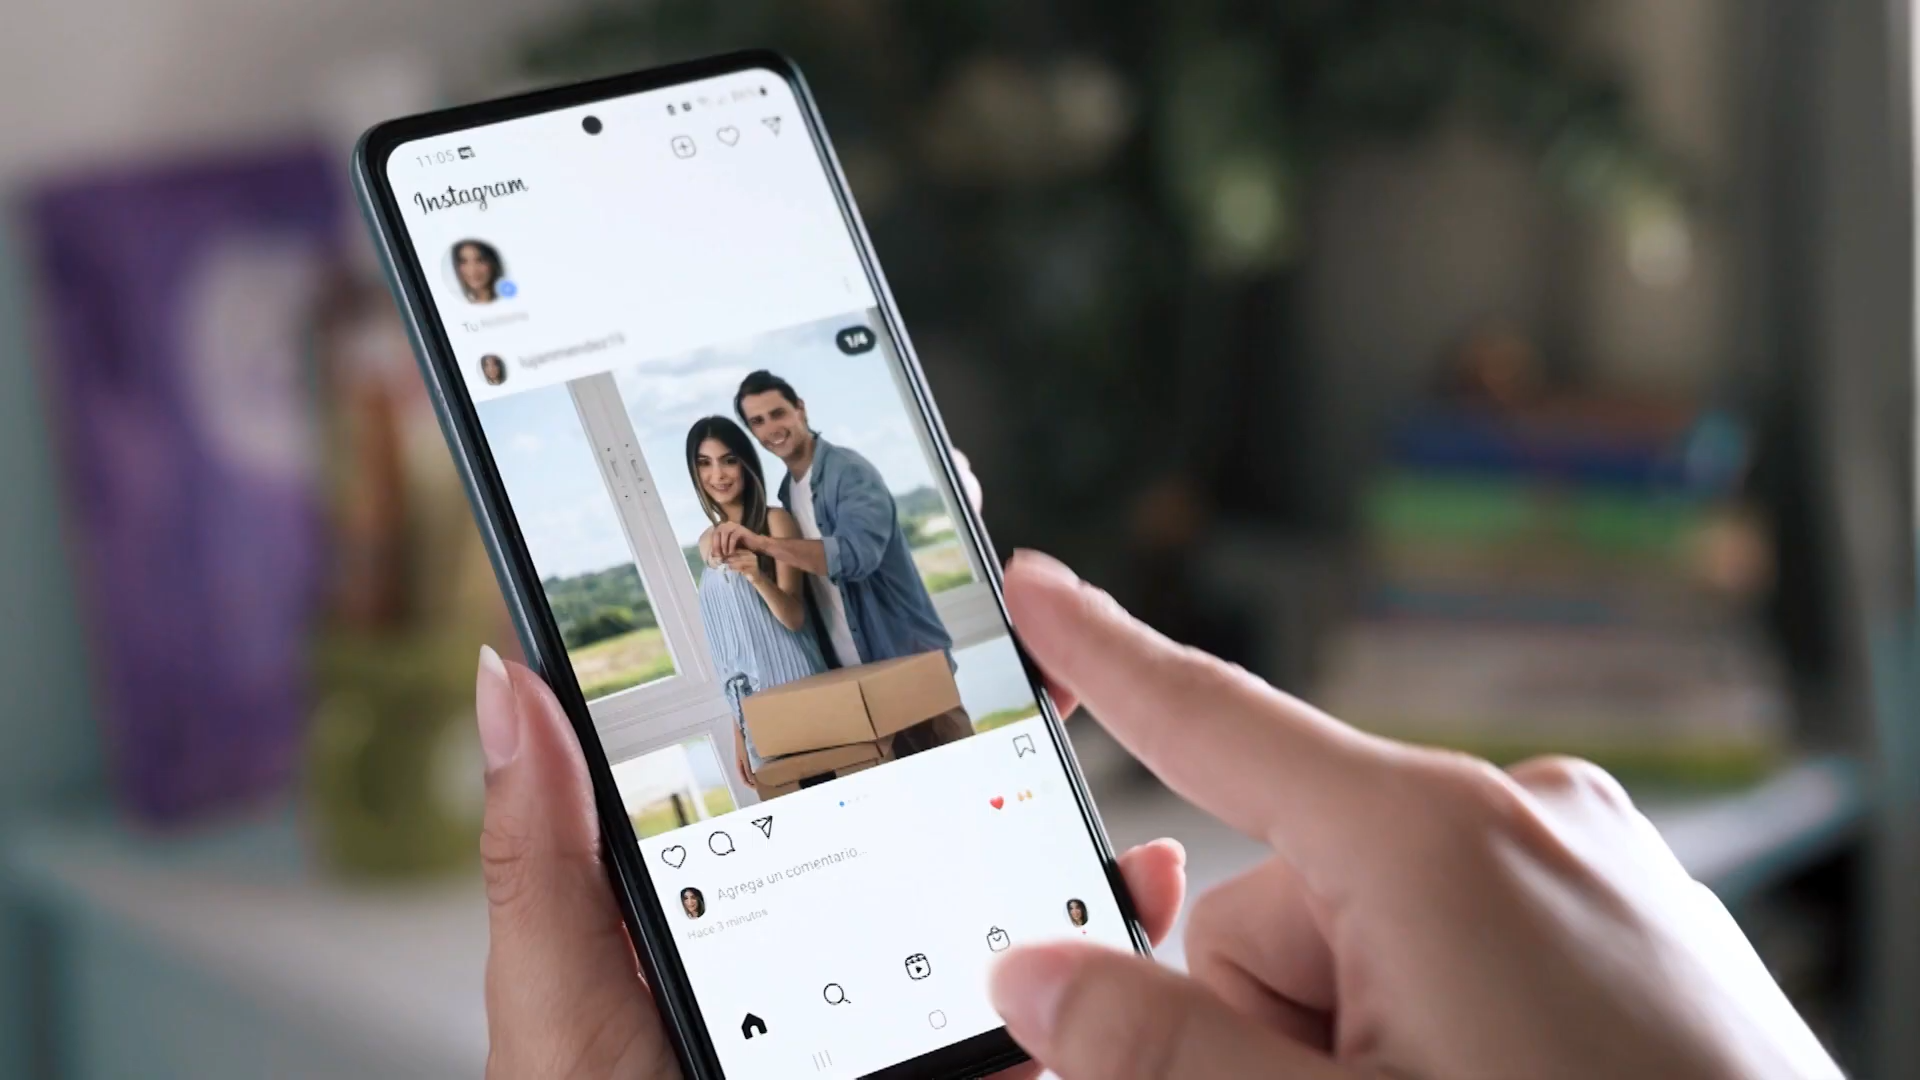 11:05
Instagram
Tu historia
1/4
Agrega un comentario...
Hace 3 minutos